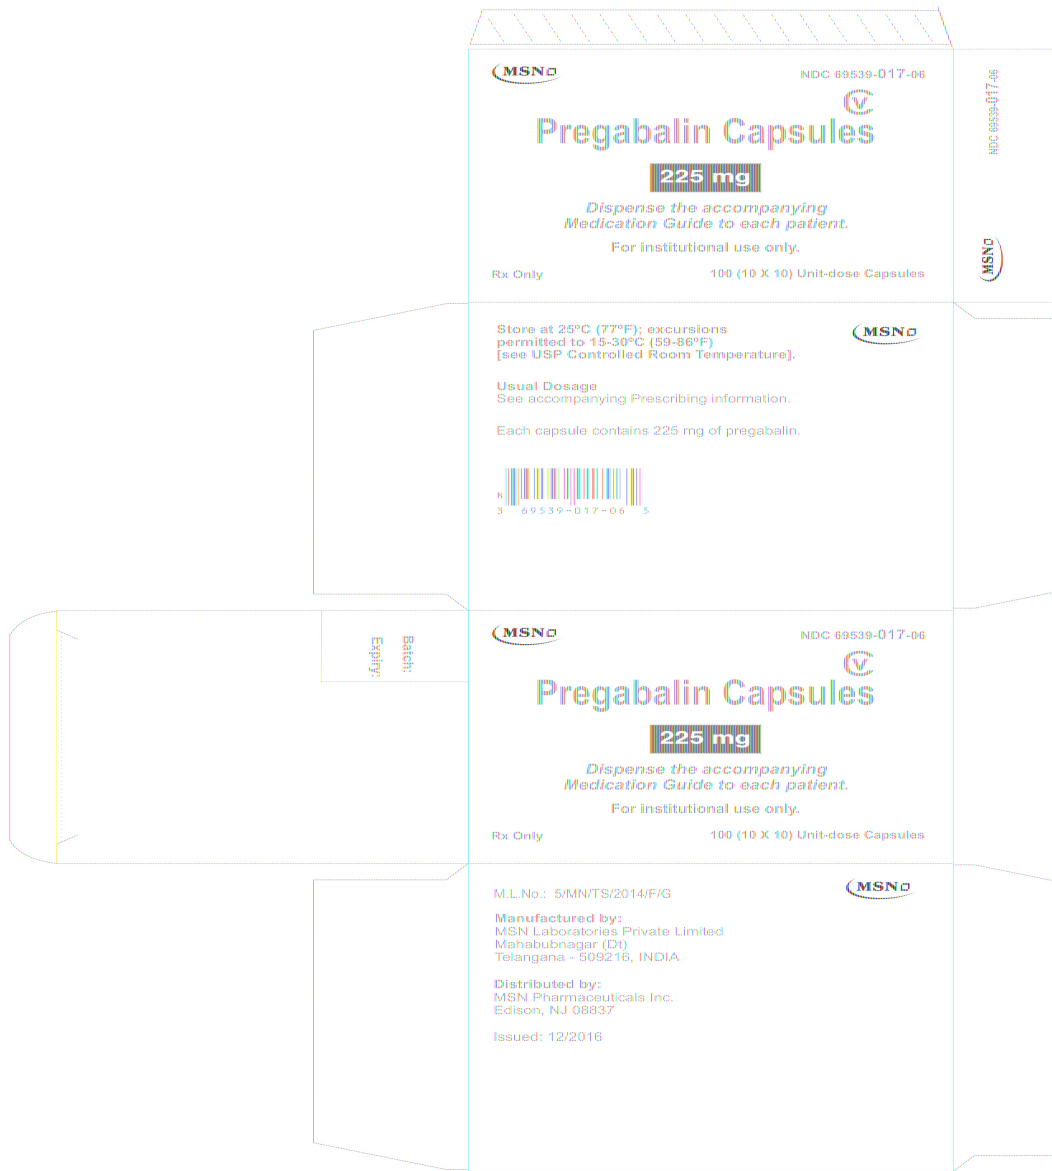 MSN
NDC 69539-017-06
CV
Pregabalin Capsules
225 mg
Dispense the accompanying
Medication Guide to each patient.
For institutional use only.
Rx Only
100 (10 X 10) Unit-dose Capsules
NDC 69539-017-06
MSN
Store at 25°C (77°F); excursions
permitted to 15-30°C (59-86°F)
[see USP Controlled Room Temperature].
MSN
Usual Dosage
See accompanying Prescribing information.
Each capsule contains 225 mg of pregabalin.
N
3 69539-017-06 5
Batch:
Expiry:
MSN
NDC 69539-017-06
CV
Pregabalin Capsules
225 mg
Dispense the accompanying
Medication Guide to each patient.
For institutional use only.
Rx Only
100 (10 X 10) Unit-dose Capsules
M.L.No.: 5/MN/TS/2014/F/G
MSN
Manufactured by:
MSN Laboratories Private Limited
Mahabubnagar (Dt)
Telangana - 509216, INDIA
Distributed by:
MSN Pharmaceuticals Inc.
Edison, NJ 08837
Issued: 12/2016